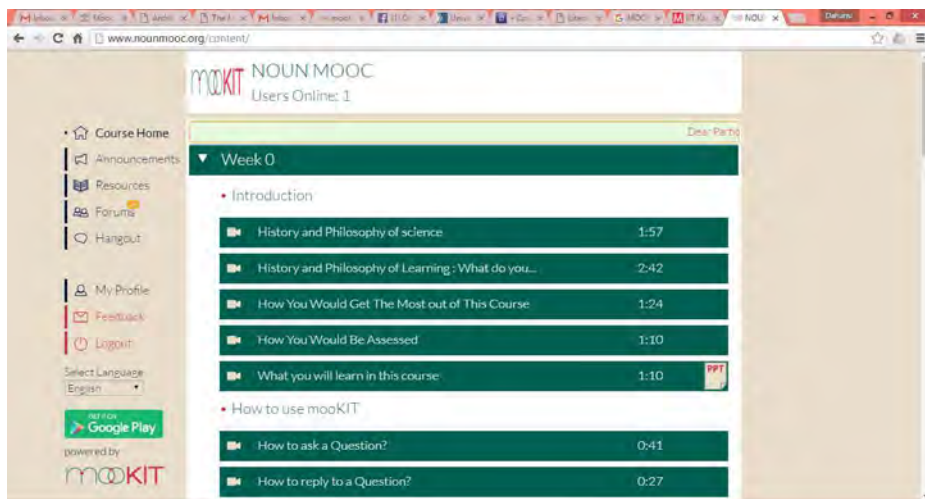 www.nounmooc.org/content/
mooKIT NOUN MOOC
Users Online: 1
Course Home
Announcements
Resources
Forums
Hangout
My Profile
Feedback
Logout
Select Language
English
Google Play
powered by
mooKIT
Dear Partic
Week 0
Introduction
History and Philosophy of science 1:57
History and Philosophy of Learning : What do you... 2:42
How You Would Get The Most out of This Course 1:24
How You Would Be Assessed 1:10
What you will learn in this course 1:10 PPT
How to use mooKIT
How to ask a Question? 0:41
How to reply to a Question? 0:27